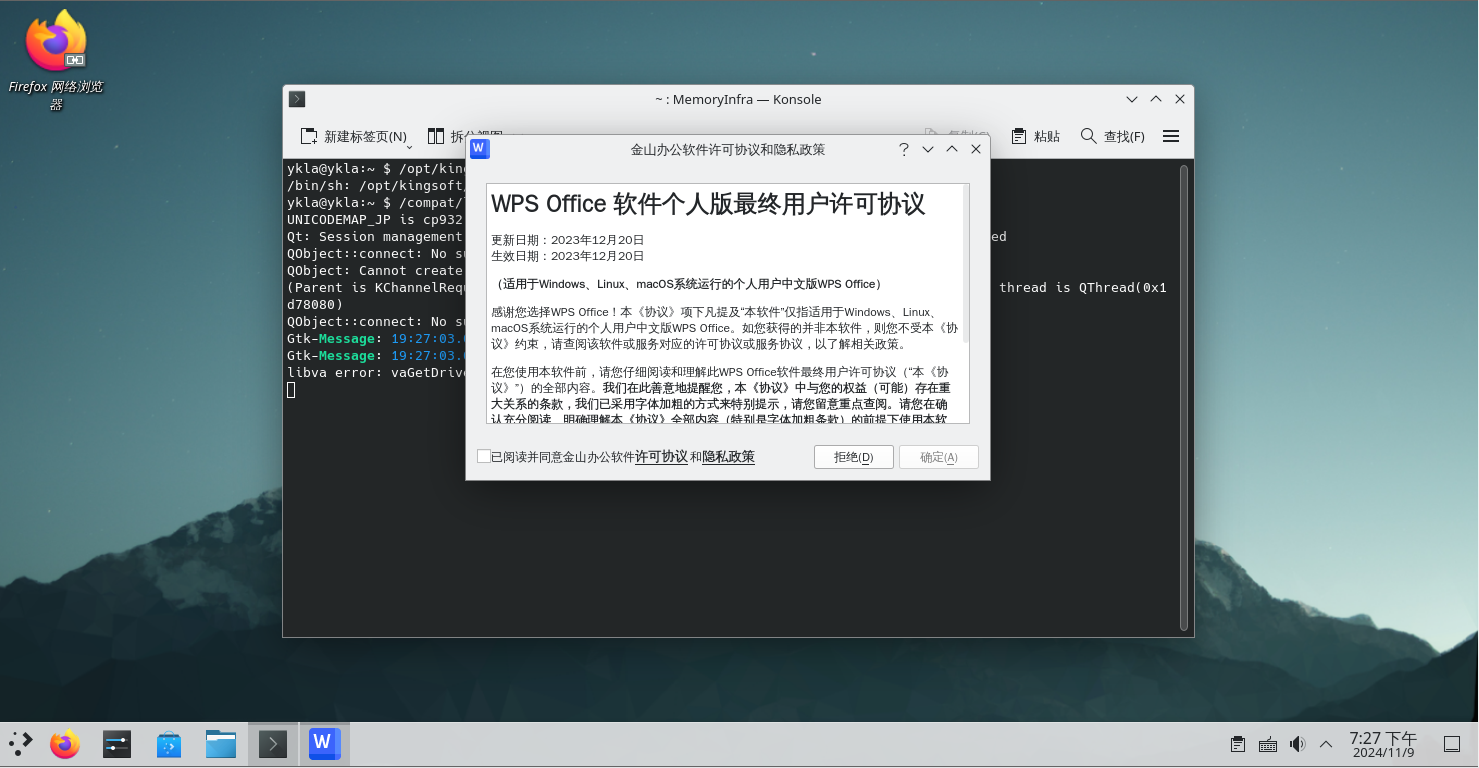 Firefox 网络浏览
器
~ : MemoryInfra — Konsole
新建标签页(N)
粘贴
查找(F)
ykla@ykla:~ $ /opt/
/bin/sh: /opt/kingsoft
ykla@ykla:~ $ /compat/
UNICODEMAP_JP is cp932
Qt: Session management
QObject::connect: No
QObject: Cannot create
(Parent is thread is QThread(0x1
d78080)
QObject::connect: No
Gtk-Message: 19:27:03.
Gtk-Message: 19:27:03.
libva error:
金山办公软件许可协议和隐私政策
WPS Office 软件个人版最终用户许可协议
更新日期：2023年12月20日
生效日期：2023年12月20日
（适用于Windows、Linux、macOS系统运行的个人用户中文版WPS Office）
感谢您选择WPS Office！本《协议》项下凡提及“本软件”仅指适用于Windows、Linux、
macOS系统运行的个人用户中文版WPS Office。如您获得的并非本软件，则您不受本《协
议》约束，请查阅该软件或服务对应的许可协议或服务协议，以了解相关政策。
在您使用本软件前，请您仔细阅读和理解此WPS Office软件最终用户许可协议（“本《协
议》”）的全部内容。我们在此善意地提醒您，本《协议》中与您的权益（可能）存在重
大关系的条款，我们已采用字体加粗的方式来特别提示，请您留意重点查阅。请您在确
认充分阅读、明确理解本《协议》全部内容（特别是字体加粗条款）的前提下使用本软
已阅读并同意金山办公软件许可协议和隐私政策
拒绝(D)
确定(A)
7:27 下午
2024/11/9